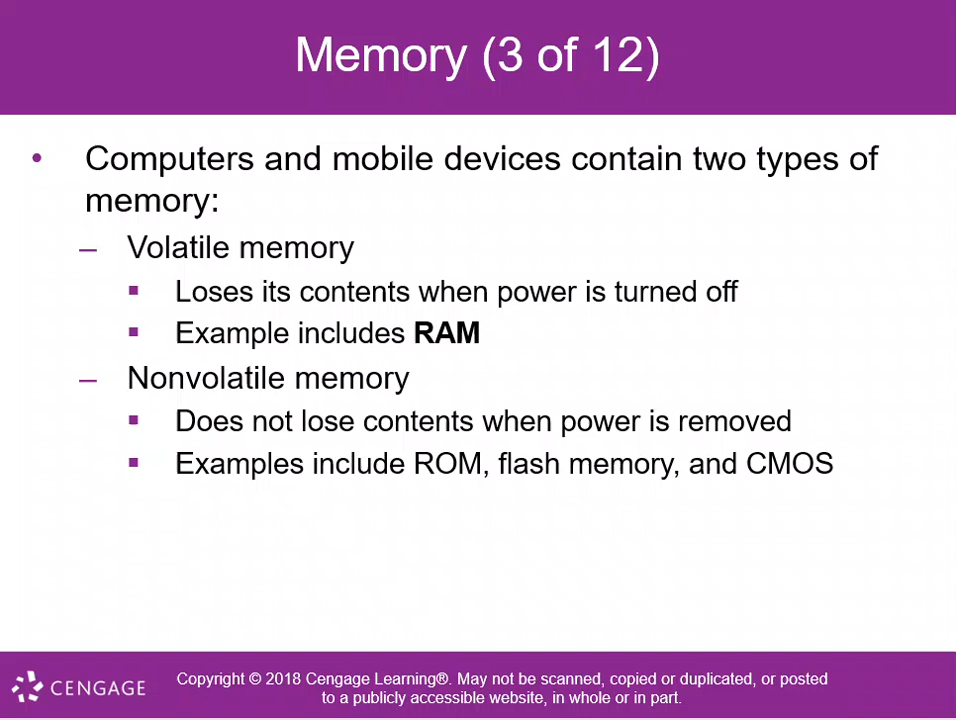 Memory (3 of 12)
• Computers and mobile devices contain two types of
memory:
– Volatile memory
▪ Loses its contents when power is turned off
▪ Example includes RAM
– Nonvolatile memory
▪ Does not lose contents when power is removed
▪ Examples include ROM, flash memory, and CMOS
CENGAGE
Copyright © 2018 Cengage Learning®. May not be scanned, copied or duplicated, or posted
to a publicly accessible website, in whole or in part.